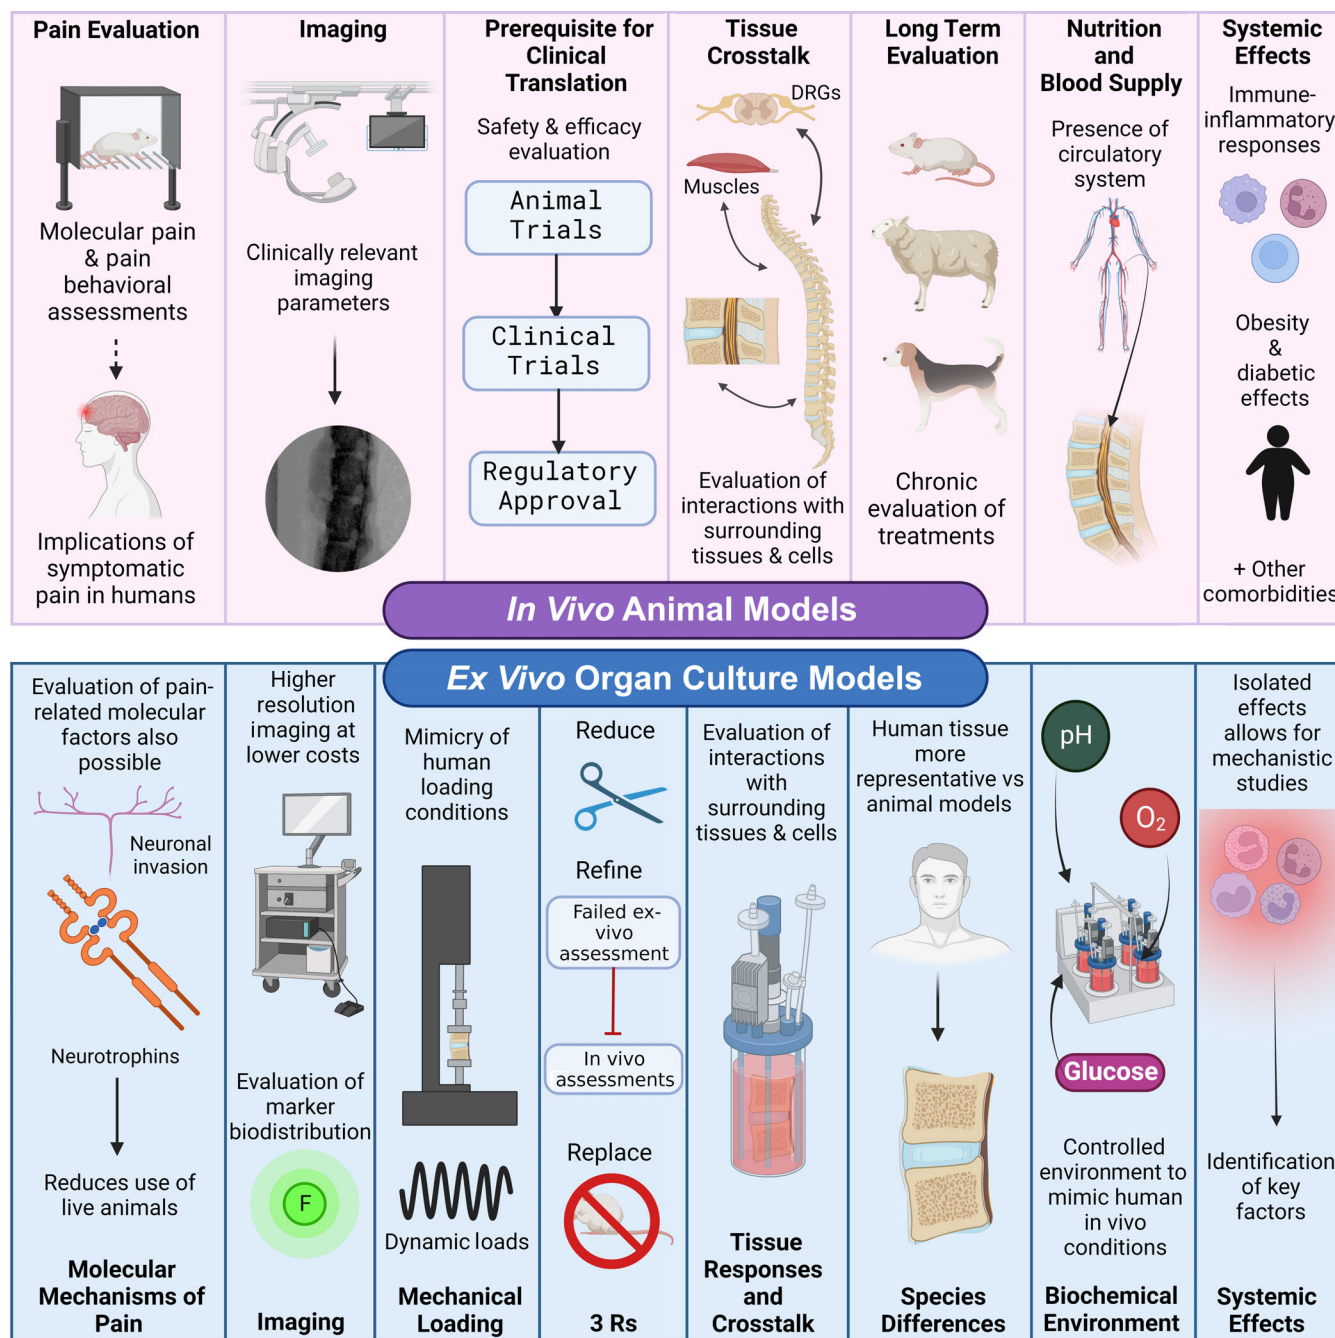 Pain Evaluation
Molecular pain
& pain
behavioral
assessments
Implications of
symptomatic
pain in humans
Imaging
Clinically relevant
imaging
parameters
Prerequisite for
Clinical
Translation
Safety & efficacy
evaluation
Animal
Trials
Clinical
Trials
Regulatory
Approval
Tissue
Crosstalk
DRGs
Muscles
Evaluation of
interactions with
surrounding
tissues & cells
Long Term
Evaluation
Chronic
evaluation of
treatments
Nutrition
and
Blood Supply
Presence of
circulatory
system
Systemic
Effects
Immune-
inflammatory
responses
Obesity
&
diabetic
effects
+ Other
comorbidities
In Vivo Animal Models
Ex Vivo Organ Culture Models
Evaluation of pain-
related molecular
factors also
possible
Neuronal
invasion
Neurotrophins
Reduces use of
live animals
Molecular
Mechanisms of
Pain
Higher
resolution
imaging at
lower costs
Evaluation of
marker
biodistribution
F
Imaging
Mimicry of
human
loading
conditions
Dynamic loads
Mechanical
Loading
Reduce
Refine
Failed ex-
vivo
assessment
In vivo
assessments
Replace
3 Rs
Evaluation of
interactions
with
surrounding
tissues & cells
Tissue
Responses
and
Crosstalk
Human tissue
more
representative vs
animal models
Species
Differences
pH
O2
Glucose
Controlled
environment to
mimic human
in vivo
conditions
Biochemical
Environment
Isolated
effects
allows for
mechanistic
studies
Identification
of key
factors
Systemic
Effects